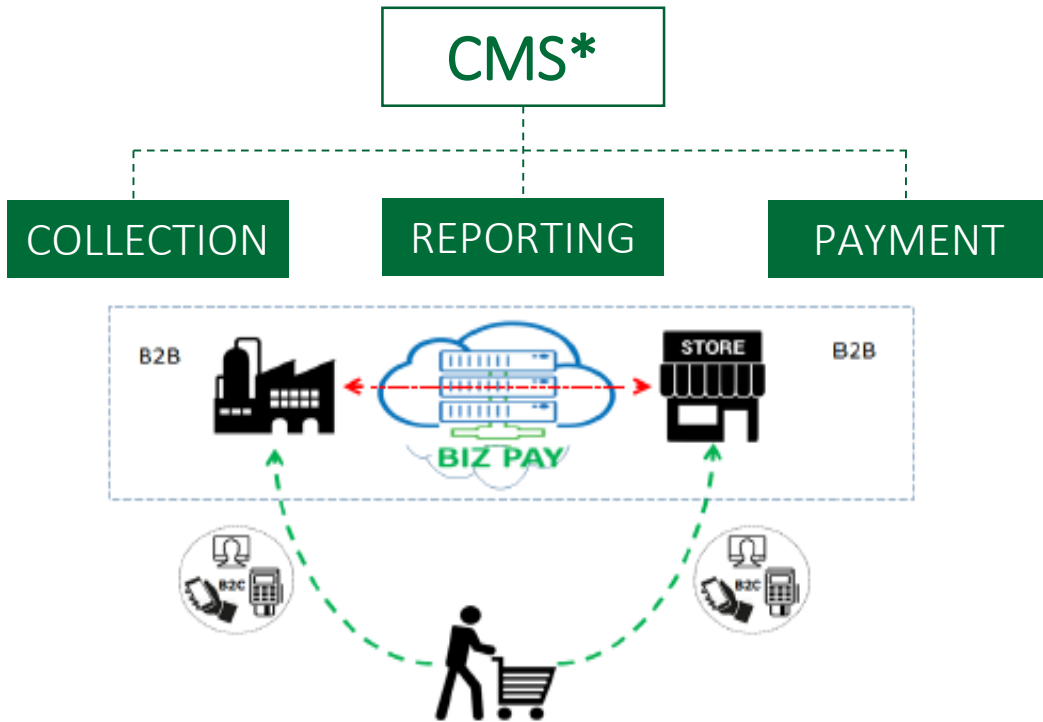 CMS*
COLLECTION
REPORTING
PAYMENT
B2B
STORE
B2B
BIZ PAY
B2C
B2C